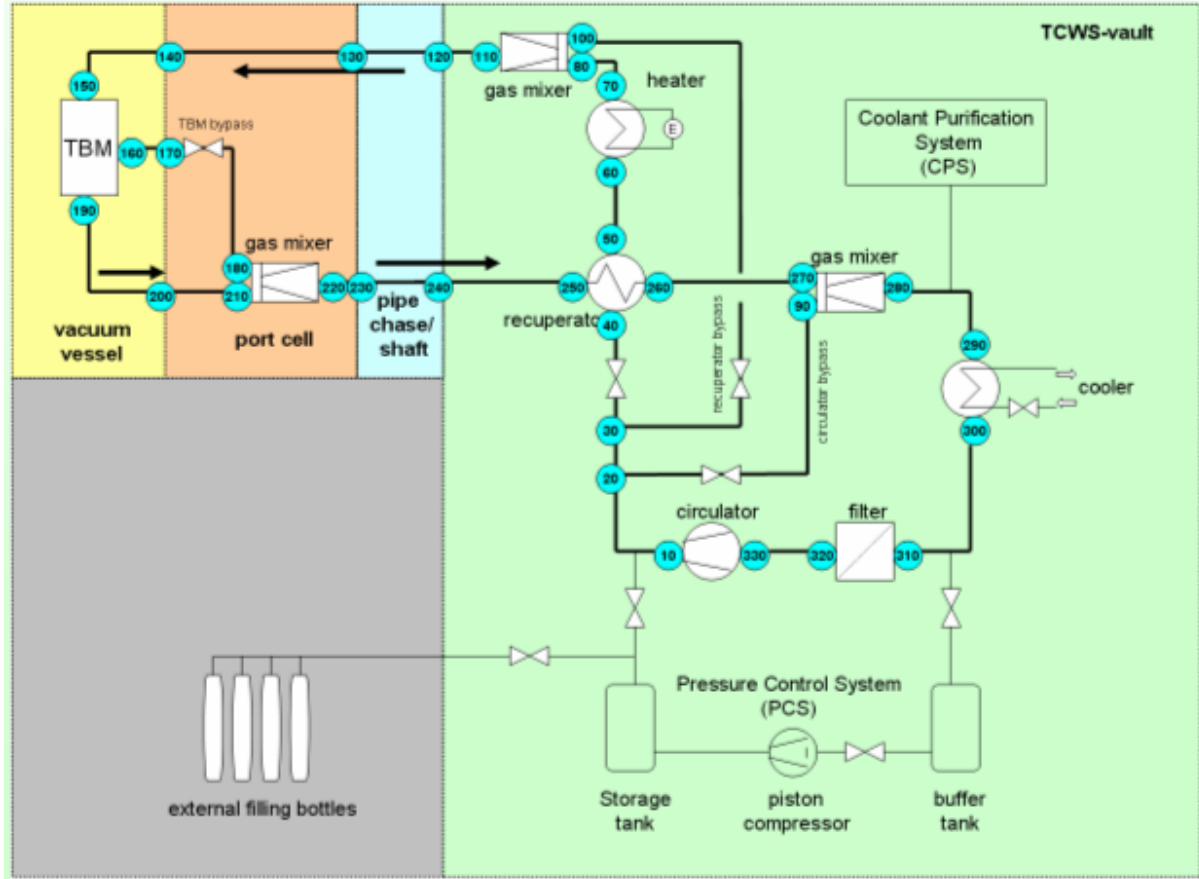 TCWS-vault
100
140
130
120
110
80
gas mixer
70
heater
150
E
TBM
TBM bypass
160
170
60
Coolant Purification
System
(CPS)
190
50
gas mixer
180
gas mixer
200
210
220
230
240
250
260
270
280
90
vacuum
vessel
port cell
pipe
chase/
shaft
recuperato
40
290
recuperator bypass
circulator bypass
cooler
30
300
20
circulator
filter
10
330
320
310
Pressure Control System
(PCS)
external filling bottles
Storage
tank
piston
compressor
buffer
tank